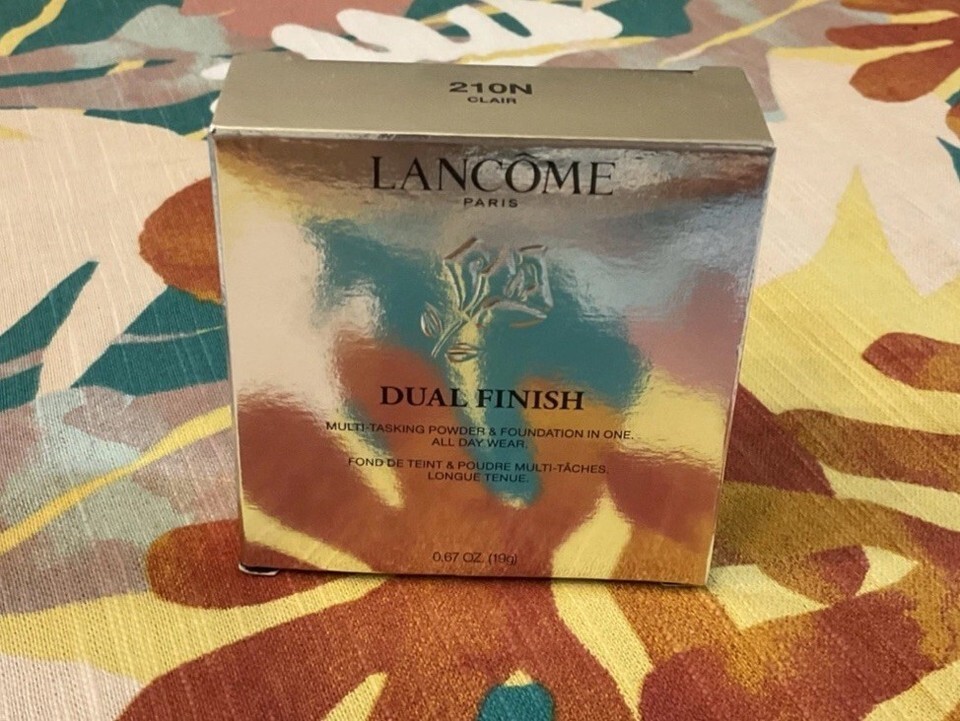 210N
CLAIR
LANCÔME
PARIS
DUAL FINISH
MULTI-TASKING POWDER & FOUNDATION IN ONE.
ALL DAY WEAR.
FOND DE TEINT & POUDRE MULTI-TÂCHES.
LONGUE TENUE.
0.67 OZ. (19g)